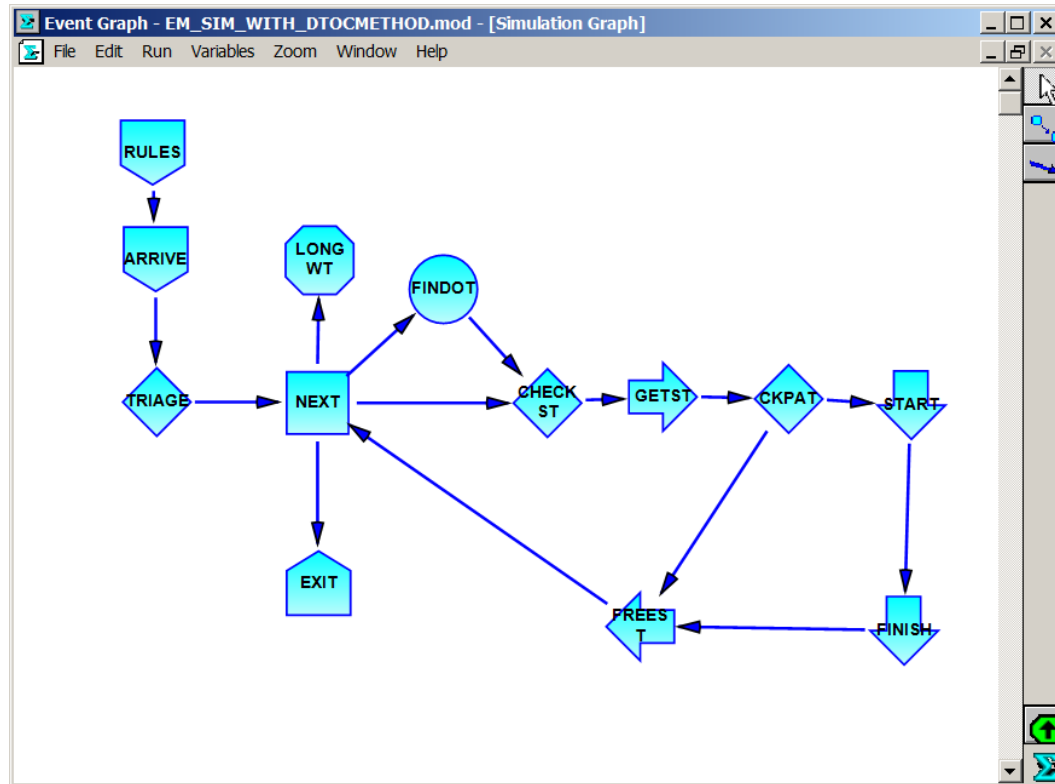 Event Graph - EM_SIM_WITH_DTOCMETHOD.mod - [Simulation Graph]
File Edit Run Variables Zoom Window Help
RULES
ARRIVE
LONG
WT
FINDOT
TRIAGE
NEXT
CHECK
ST
GETST
CKPAT
START
EXIT
FREES
T
FINISH